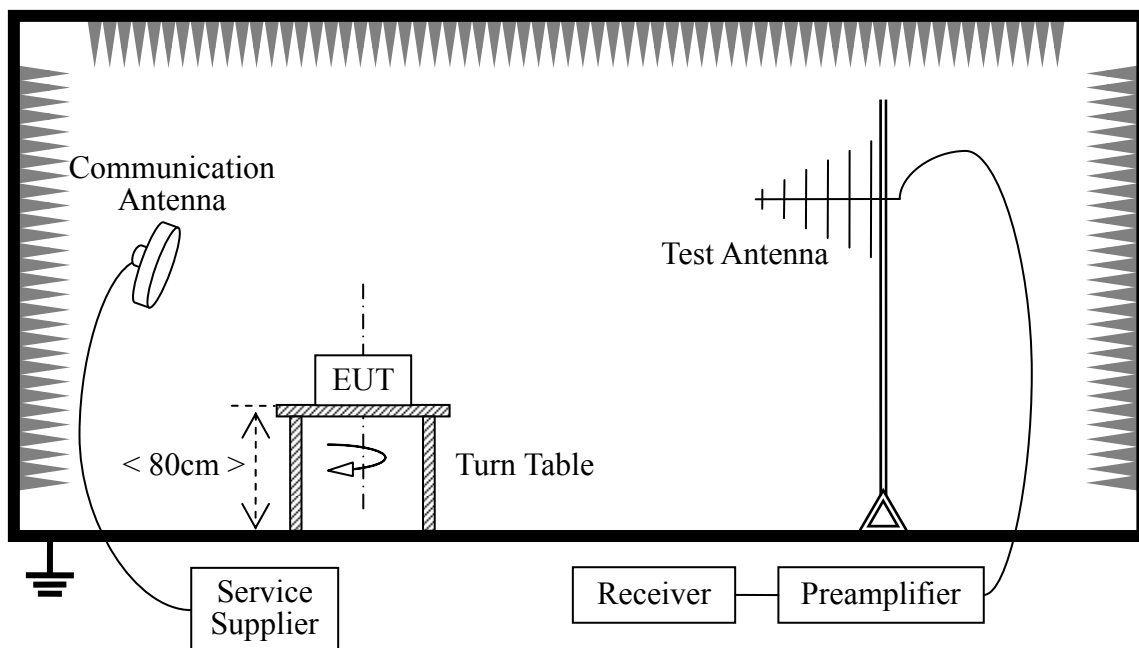 Communication
Antenna
Test Antenna
EUT
< 80cm >
Turn Table
Service
Supplier
Receiver
Preamplifier